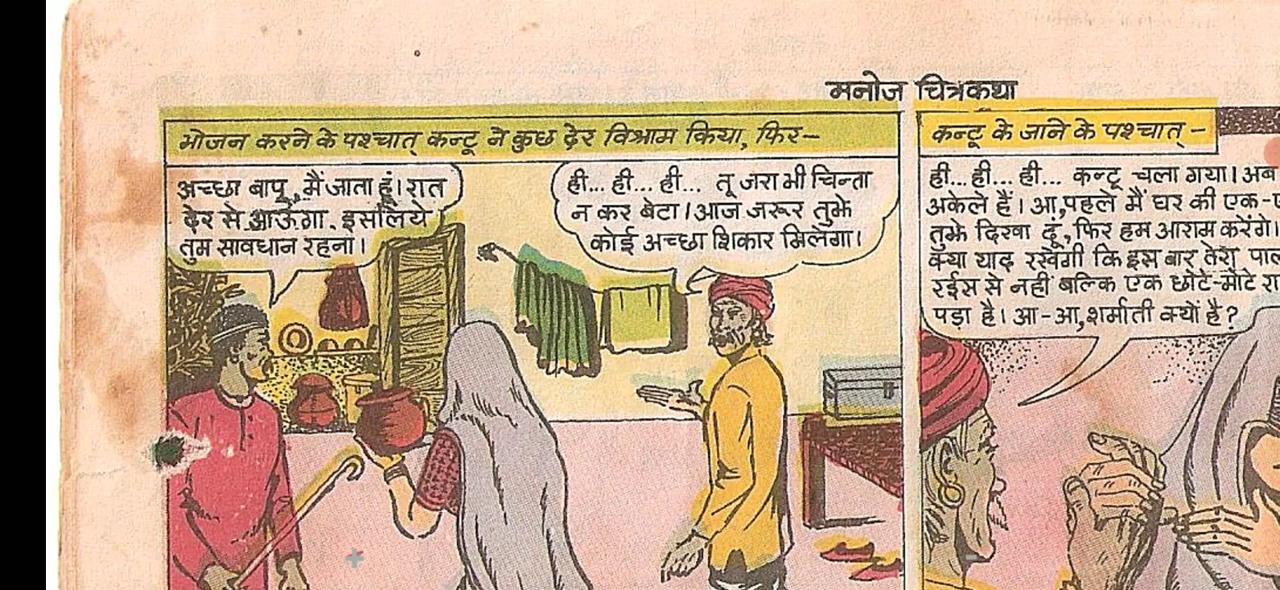 मनोज चित्रकथा
भोजन करने के पश्चात् कन्टू ने कुछ देर विश्राम किया, फिर—
अच्छा बापू, मैं जाता हूं। रात
देर से आऊंगा. इसलिये
तुम सावधान रहना।
ही... ही... ही... तू जरा भी चिन्ता
न कर बेटा। आज जरूर तुझे
कोई अच्छा शिकार मिलेगा।
कन्टू के जाने के पश्चात् —
ही... ही... ही... कन्टू चला गया। अब
अकेले हैं। आ, पहले मैं घर की एक-
तुझे दिखा दूं, फिर हम आराम करेंगे।
क्या याद रखेगी कि इस बार तेरा
रईस से नहीं बल्कि एक छोटे-मोटे
पड़ा है। आ-आ, शर्माती क्यों है?